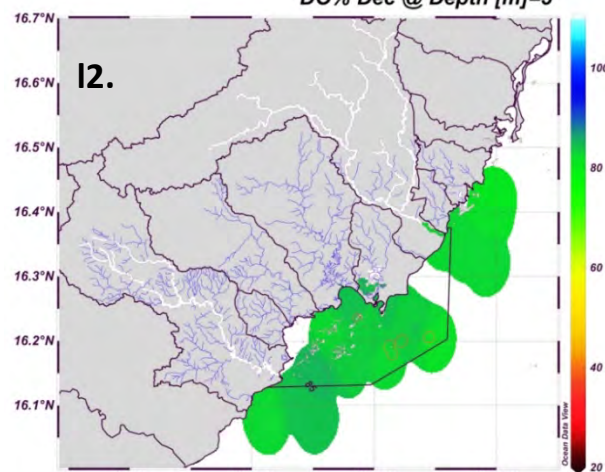 DO% Dec @ Depth [m]=5
I2.
16.7°N
16.6°N
16.5°N
16.4°N
16.3°N
16.2°N
16.1°N
100
80
60
40
20
Ocean Data View